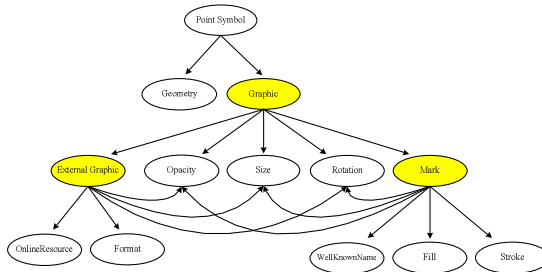 Point Symbol
Geometry
Graphic
External Graphic
Opacity
Size
Rotation
Mark
OnlineResource
Format
WellKnownName
Fill
Stroke